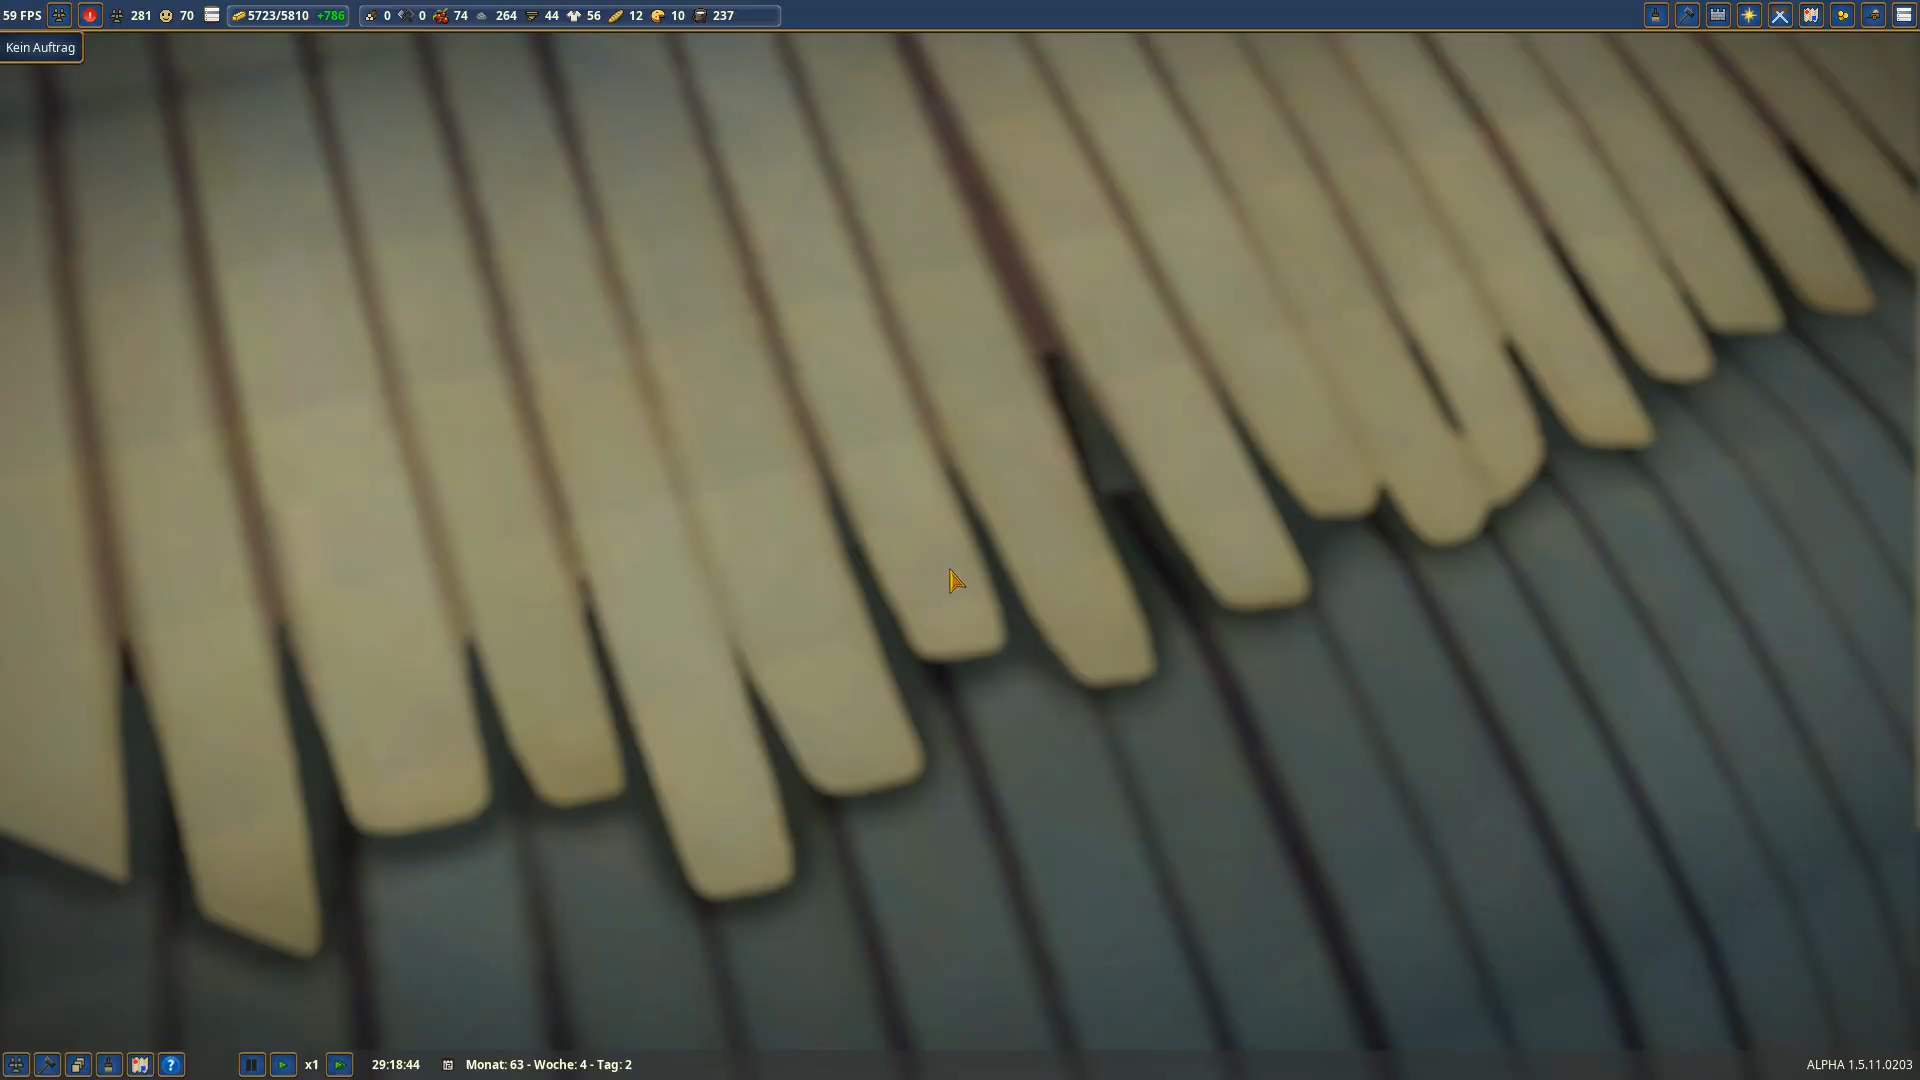 59 FPS 281 70 5723/5810 +786 0 0 74 264 44 56 12 10 237
Kein Auftrag
x1 29:18:44 Monat: 63 - Woche: 4 - Tag: 2 ALPHA 1.5.11.0203